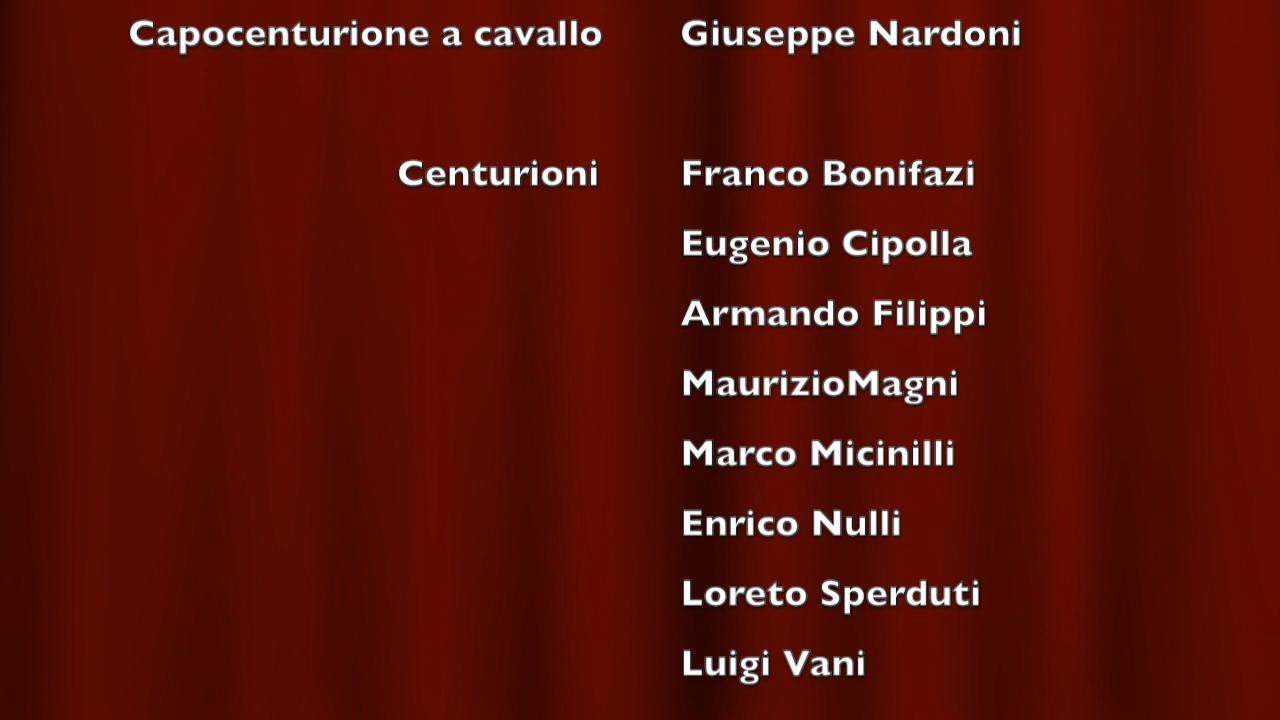 Capocenturione a cavallo Giuseppe Nardoni
Centurioni Franco Bonifazi
Eugenio Cipolla
Armando Filippi
MaurizioMagni
Marco Micinilli
Enrico Nulli
Loreto Sperduti
Luigi Vani